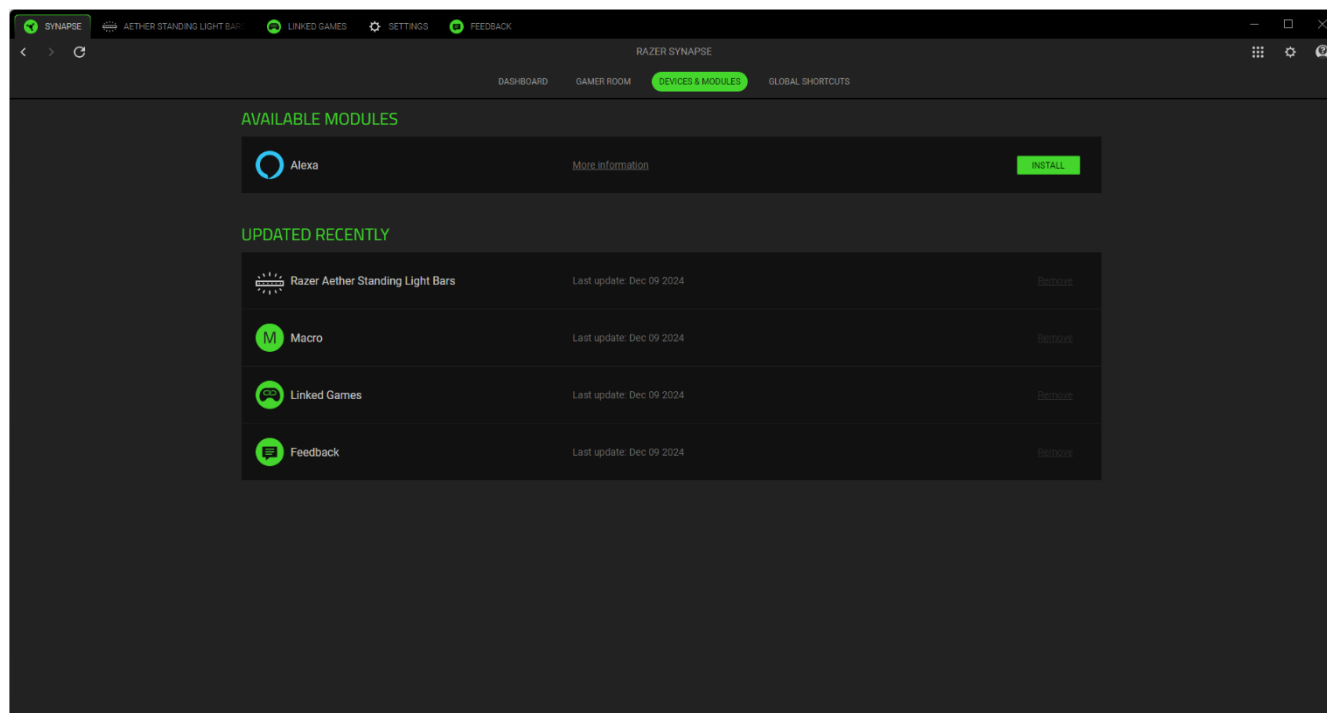 SYNAPSE AETHER STANDING LIGHT BAR LINKED GAMES SETTINGS FEEDBACK
RAZER SYNAPSE
DASHBOARD GAMER ROOM DEVICES & MODULES GLOBAL SHORTCUTS
AVAILABLE MODULES
Alexa More information INSTALL
UPDATED RECENTLY
Razer Aether Standing Light Bars Last update: Dec 09 2024 Remove
M Macro Last update: Dec 09 2024 Remove
Linked Games Last update: Dec 09 2024 Remove
Feedback Last update: Dec 09 2024 Remove